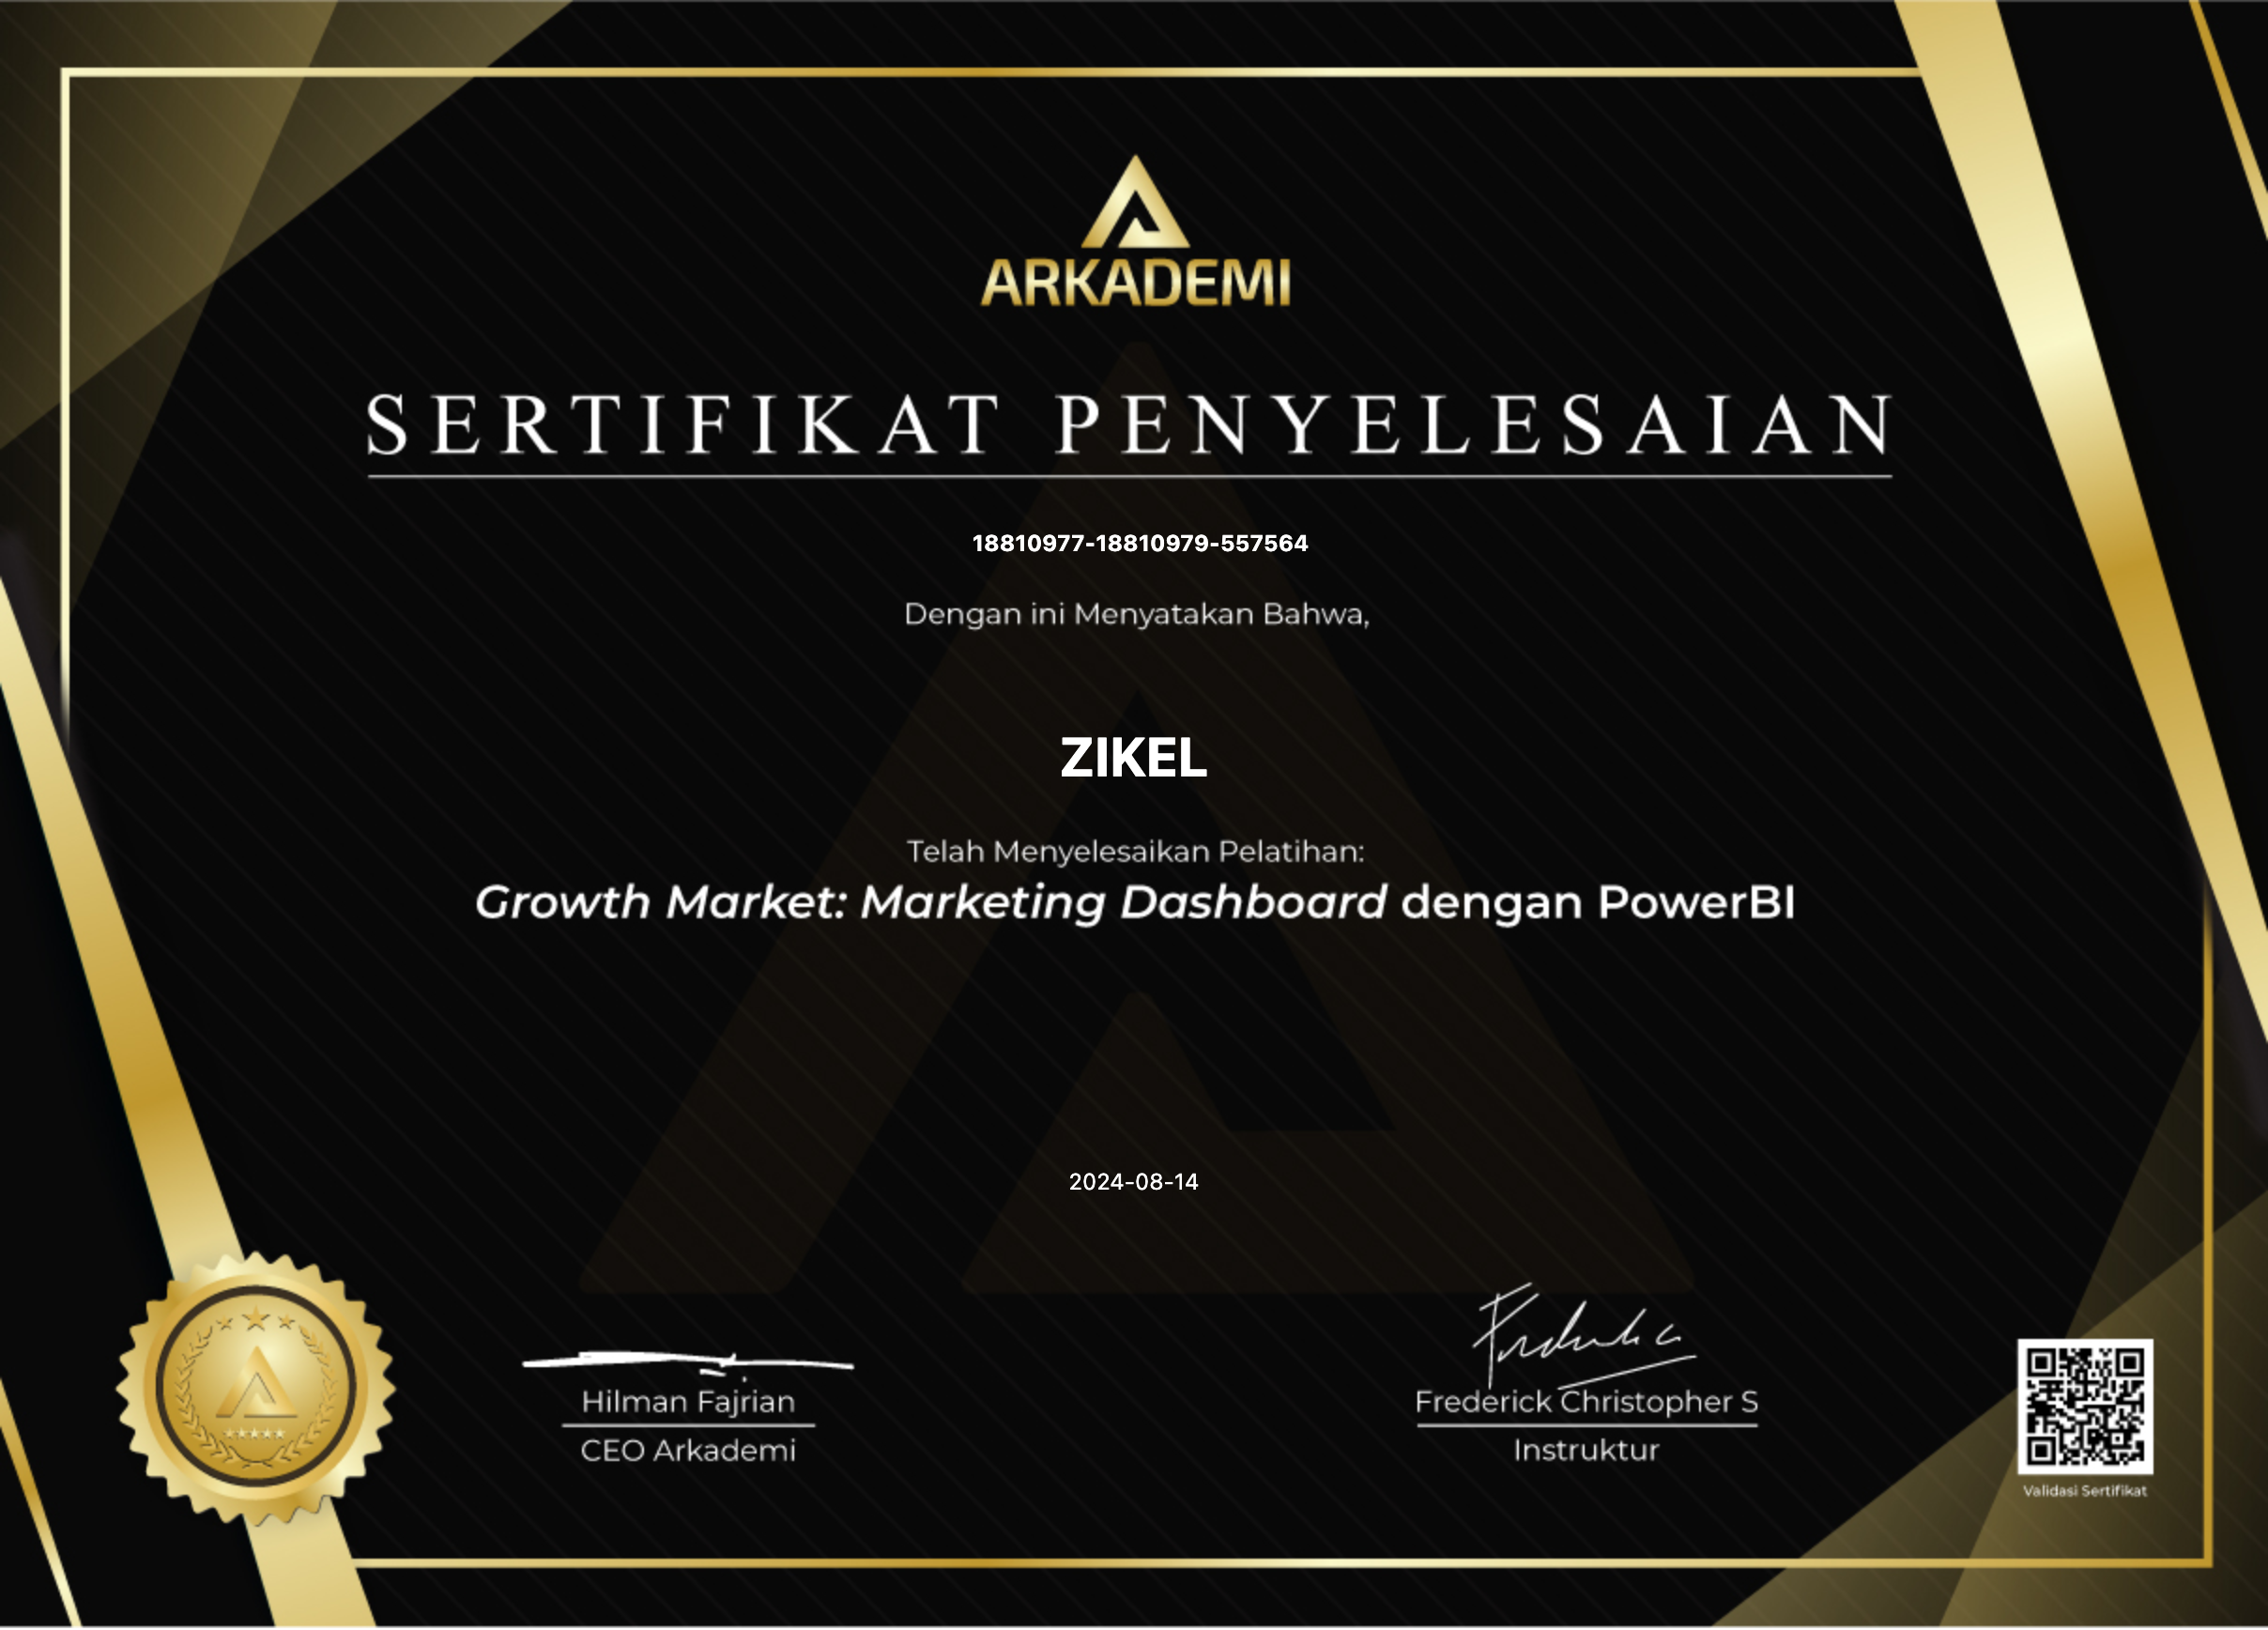 ARKADEMI
SERTIFIKAT PENYELESAIAN
18810977-18810979-557564
Dengan ini Menyatakan Bahwa,
ZIKEL
Telah Menyelesaikan Pelatihan:
Growth Market: Marketing Dashboard dengan PowerBI
2024-08-14
Hilman Fajrian
CEO Arkademi
Frederick Christopher S
Instruktur
Validasi Sertifikat